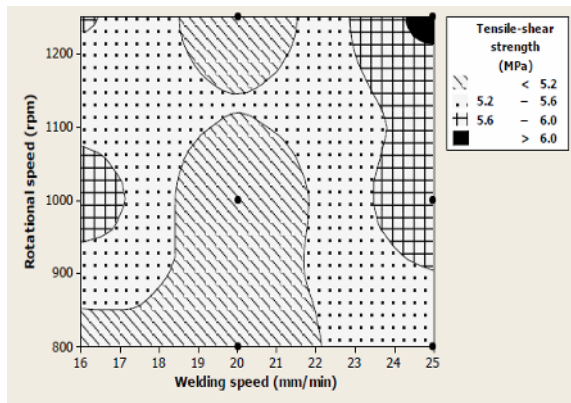 Tensile-shear
strength
(MPa)
< 5.2
5.2 – 5.6
5.6 – 6.0
> 6.0
Rotational speed (rpm)
1200
1100
1000
900
800
16 17 18 19 20 21 22 23 24 25
Welding speed (mm/min)